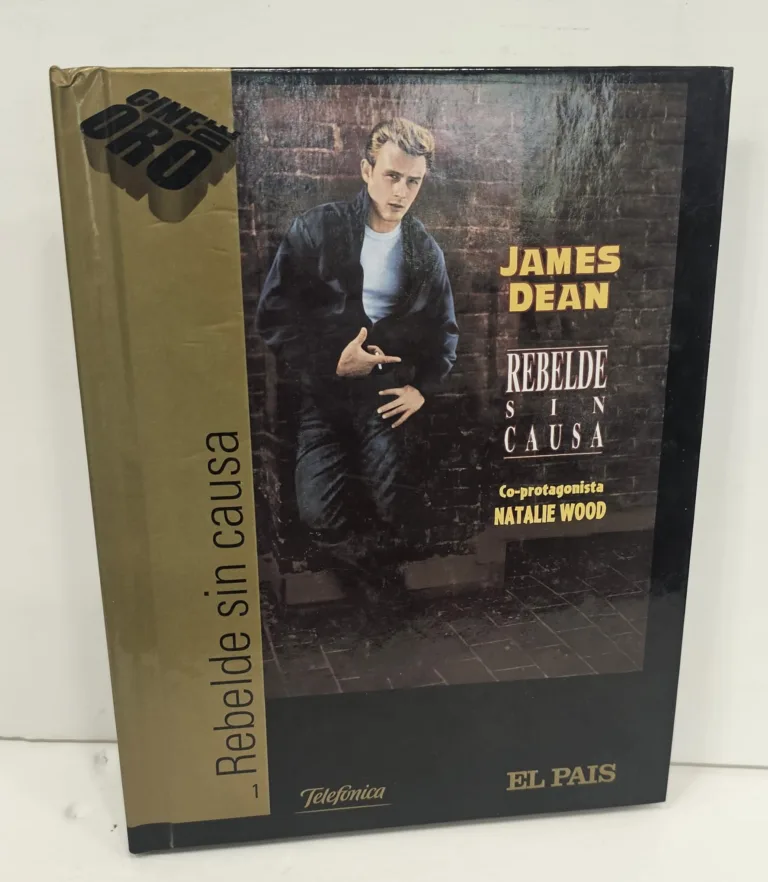 CINE DE
ORO
JAMES
DEAN
REBELDE
SIN
CAUSA
Co-protagonista
NATALIE WOOD
Rebelde sin causa
1
Telefónica
EL PAIS